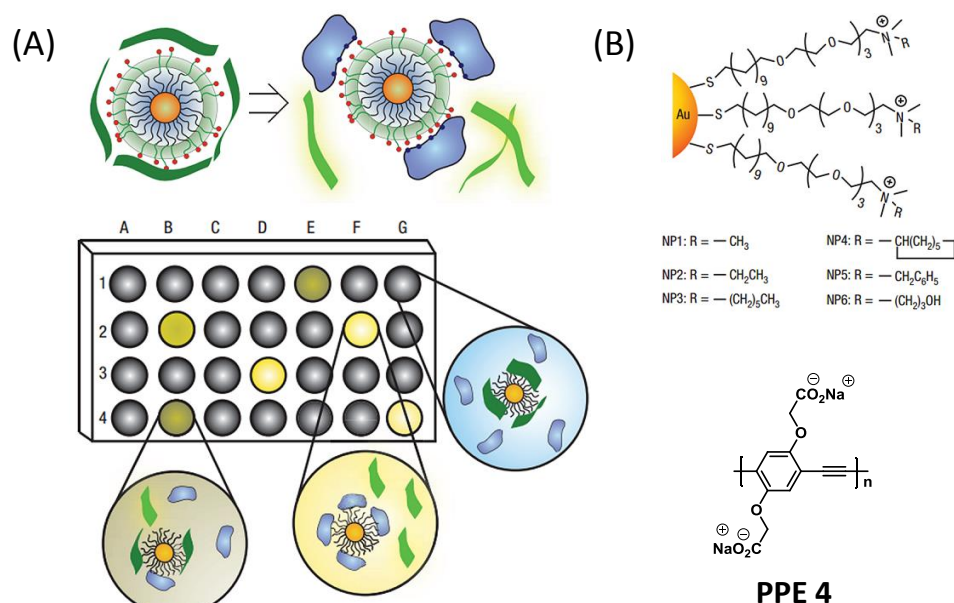 (A)
(B)
A B C D E F G
1
2
3
4
Au
S ( )9 O ( O )3 N⊕ R
S ( )9 O ( O )3 N⊕ R
S ( )9 O ( O )3 N⊕ R
NP1: R = — CH₃
NP4: R = — CH(CH₂)₅
NP2: R = — CH₂CH₃
NP5: R = — CH₂C₆H₅
NP3: R = — (CH₂)₅CH₃
NP6: R = — (CH₂)₃OH
⊖ ⊕
CO₂Na
O
[ ]n
O
⊕ ⊖
NaO₂C
PPE 4